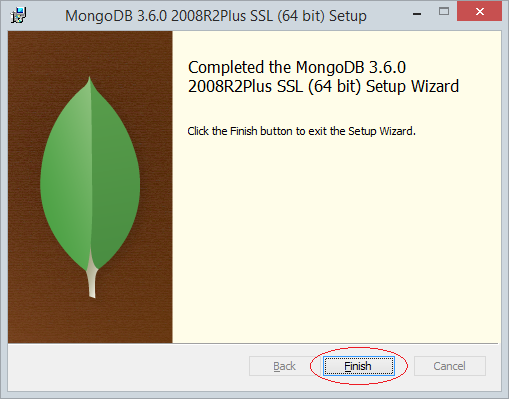 MongoDB 3.6.0 2008R2Plus SSL (64 bit) Setup
Completed the MongoDB 3.6.0
2008R2Plus SSL (64 bit) Setup Wizard
Click the Finish button to exit the Setup Wizard.
Back
Finish
Cancel